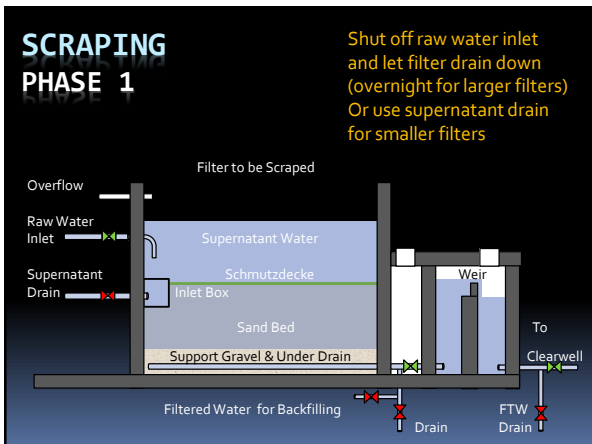 SCRAPING
PHASE 1
Shut off raw water inlet
and let filter drain down
(overnight for larger filters)
Or use supernatant drain
for smaller filters
Filter to be Scraped
Overflow
Raw Water
Inlet
Supernatant Water
Supernatant
Drain
Schmutzdecke
Inlet Box
Weir
Sand Bed
To
Clearwell
Support Gravel & Under Drain
Filtered Water for Backfilling
Drain
FTW
Drain